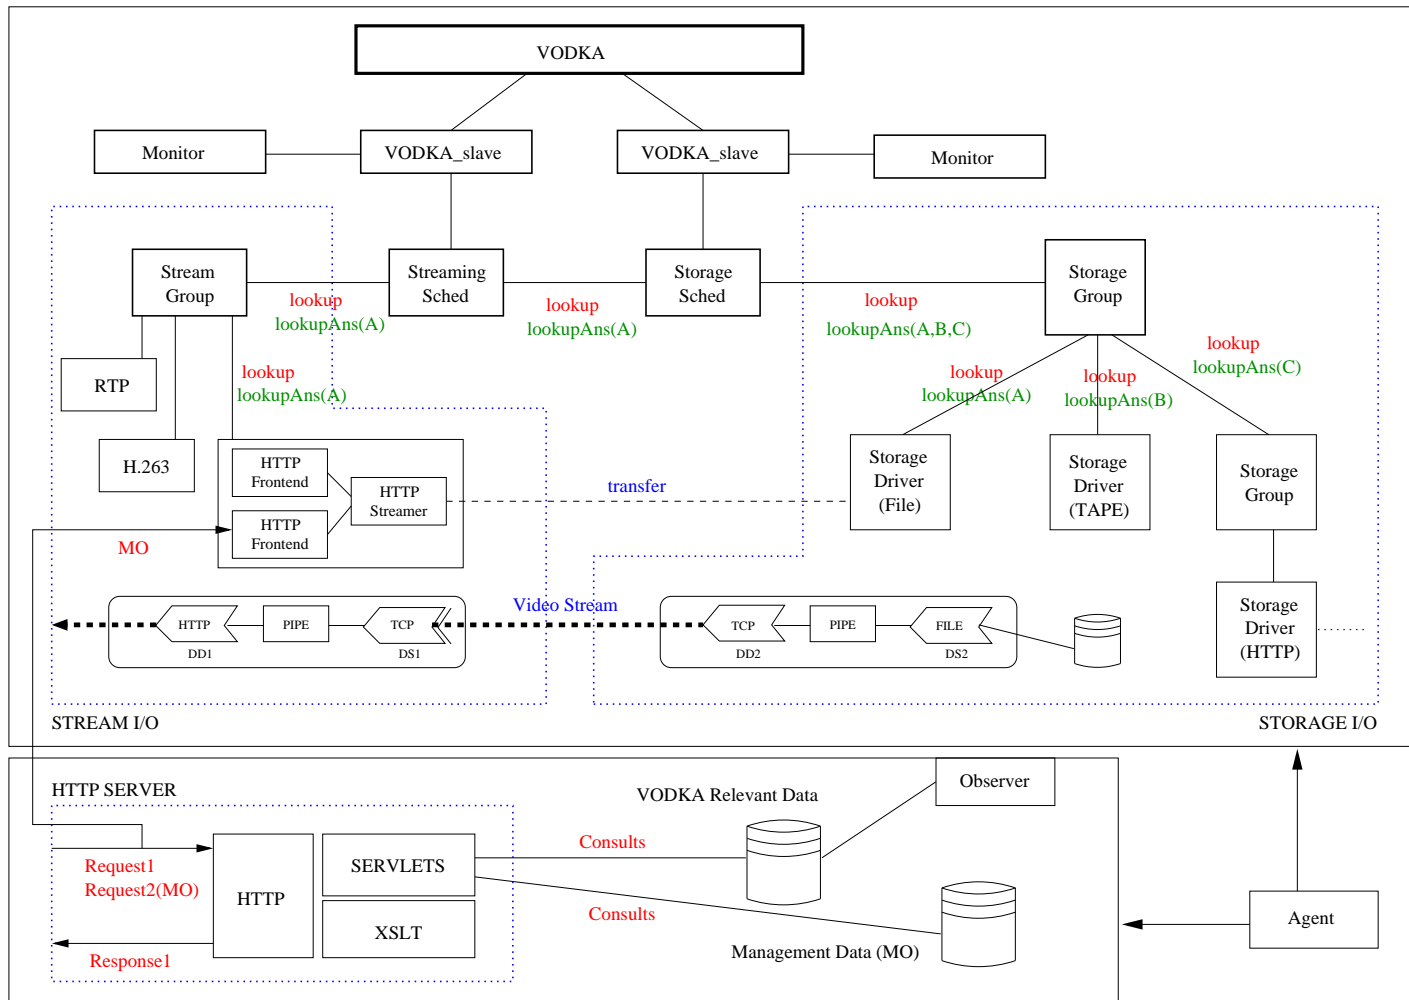 VODKA
Monitor
VODKA_slave
VODKA_slave
Monitor
Stream
Group
Streaming
Sched
Storage
Sched
Storage
Group
lookup
lookupAns(A)
lookup
lookupAns(A)
lookup
lookupAns(A,B,C)
RTP
lookup
lookupAns(A)
lookup
lookupAns(A)
lookup
lookupAns(B)
lookup
lookupAns(C)
H.263
HTTP
Frontend
HTTP
Streamer
HTTP
Frontend
transfer
Storage
Driver
(File)
Storage
Driver
(TAPE)
Storage
Group
MO
Video Stream
HTTP
PIPE
TCP
DD1
DS1
TCP
PIPE
FILE
DD2
DS2
Storage
Driver
(HTTP)
STREAM I/O
STORAGE I/O
HTTP SERVER
VODKA Relevant Data
Observer
Request1
Request2(MO)
HTTP
SERVLETS
XSLT
Consults
Consults
Response1
Management Data (MO)
Agent